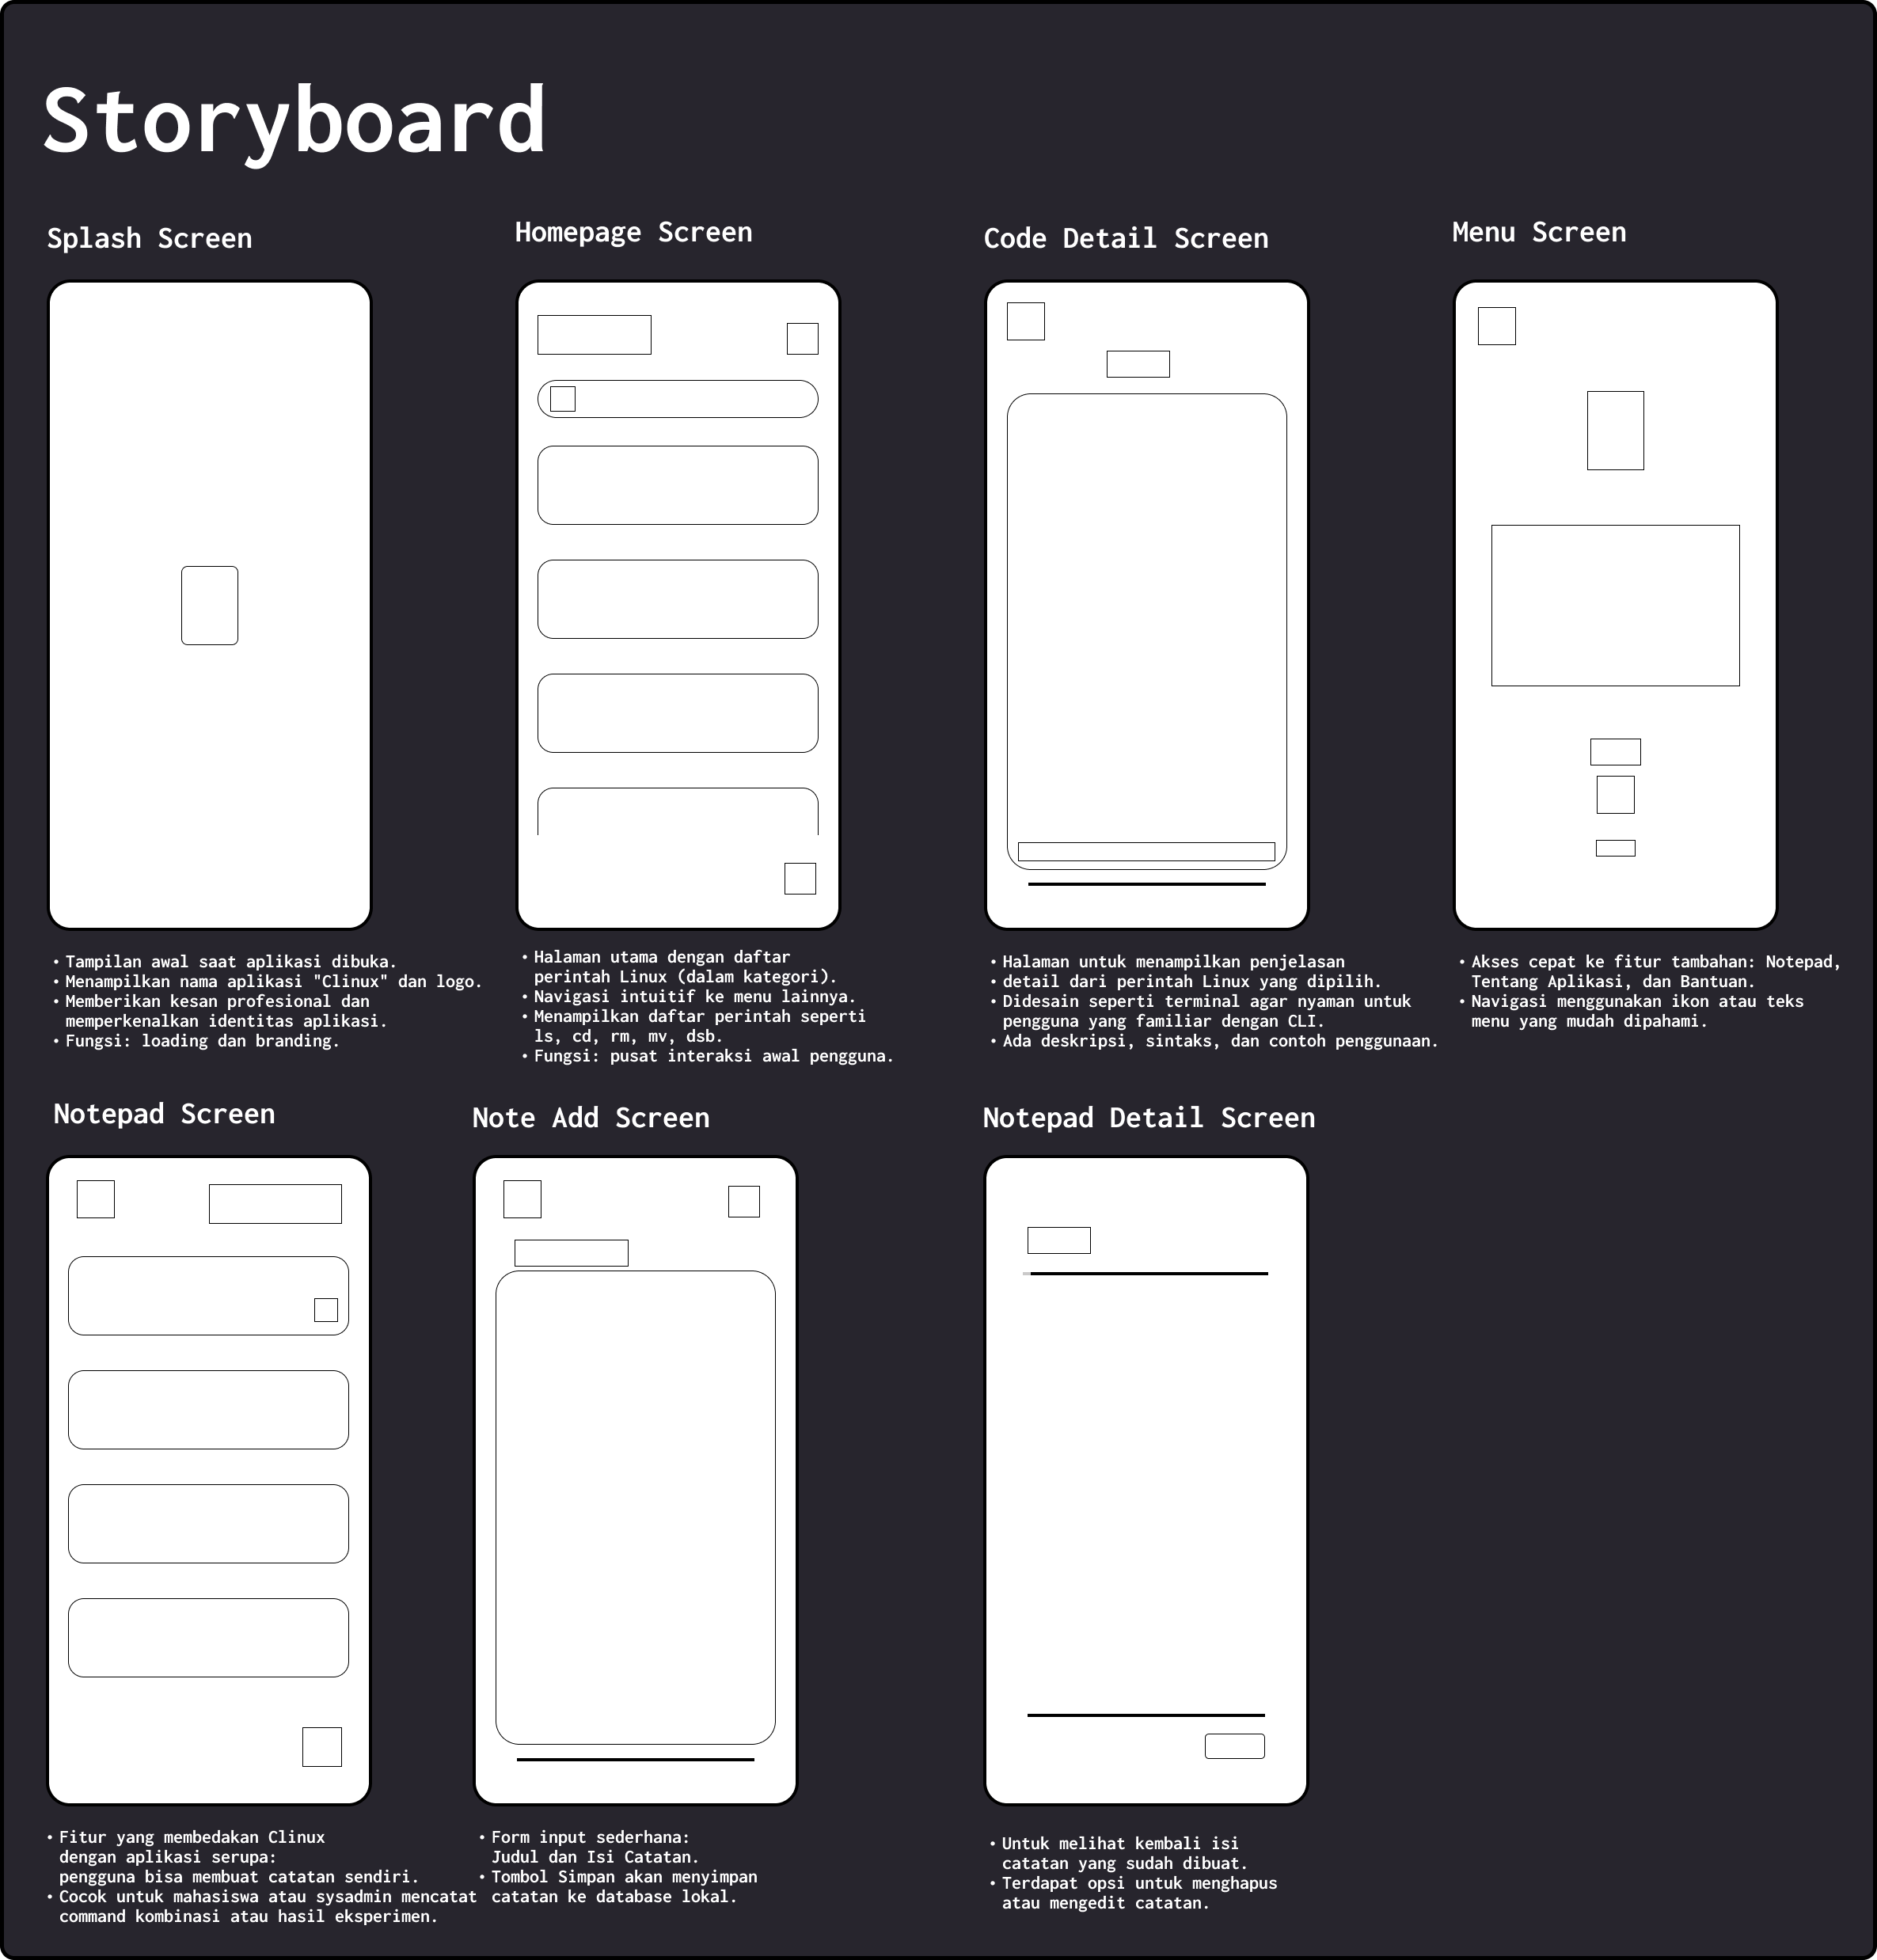 Storyboard
Splash Screen
• Tampilan awal saat aplikasi dibuka.
• Menampilkan nama aplikasi "Clinux" dan logo.
• Memberikan kesan profesional dan
memperkenalkan identitas aplikasi.
• Fungsi: loading dan branding.
Homepage Screen
• Halaman utama dengan daftar
perintah Linux (dalam kategori).
• Navigasi intuitif ke menu lainnya.
• Menampilkan daftar perintah seperti
ls, cd, rm, mv, dsb.
• Fungsi: pusat interaksi awal pengguna.
Code Detail Screen
• Halaman untuk menampilkan penjelasan
• detail dari perintah Linux yang dipilih.
• Didesain seperti terminal agar nyaman untuk
pengguna yang familiar dengan CLI.
• Ada deskripsi, sintaks, dan contoh penggunaan.
Menu Screen
• Akses cepat ke fitur tambahan: Notepad,
Tentang Aplikasi, dan Bantuan.
• Navigasi menggunakan ikon atau teks
menu yang mudah dipahami.
Notepad Screen
• Fitur yang membedakan Clinux
dengan aplikasi serupa:
pengguna bisa membuat catatan sendiri.
• Cocok untuk mahasiswa atau sysadmin mencatat
command kombinasi atau hasil eksperimen.
Note Add Screen
• Form input sederhana:
Judul dan Isi Catatan.
• Tombol Simpan akan menyimpan
catatan ke database lokal.
Notepad Detail Screen
• Untuk melihat kembali isi
catatan yang sudah dibuat.
• Terdapat opsi untuk menghapus
atau mengedit catatan.